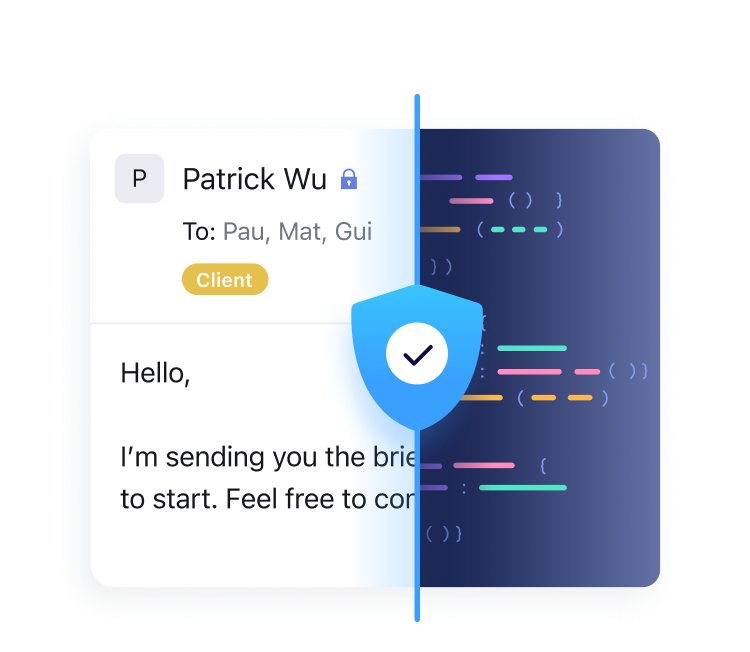 P
Patrick Wu
To: Pau, Mat, Gui
Client
Hello,
I’m sending you the brie
to start. Feel free to cor